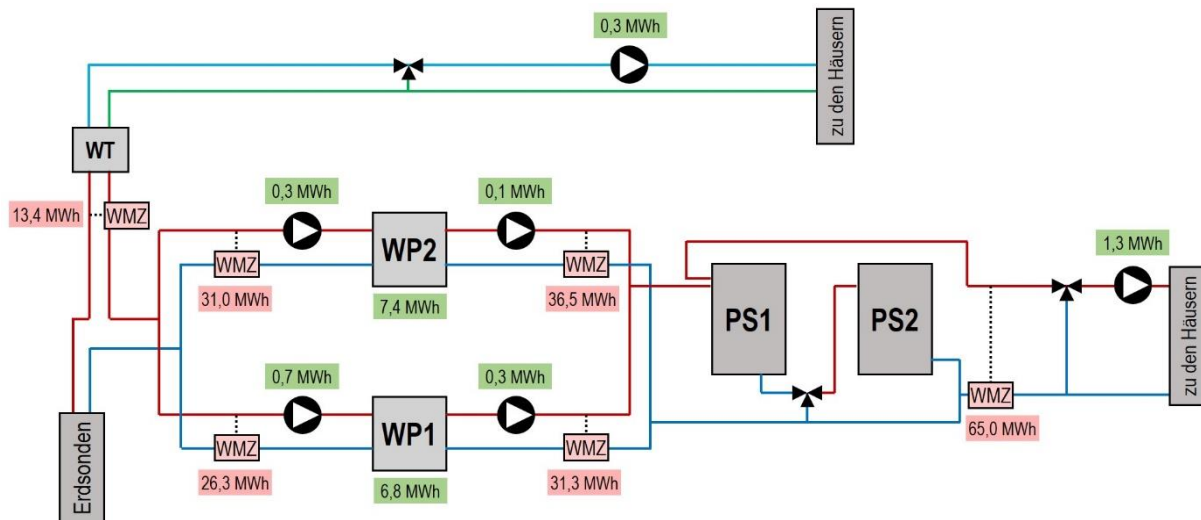 0,3 MWh
zu den Häusern
WT
13,4 MWh
WMZ
0,3 MWh
0,1 MWh
WP2
WMZ
WMZ
31,0 MWh
7,4 MWh
36,5 MWh
PS1
PS2
1,3 MWh
zu den Häusern
0,7 MWh
0,3 MWh
WP1
WMZ
WMZ
26,3 MWh
6,8 MWh
31,3 MWh
WMZ
65,0 MWh
Erdsonden